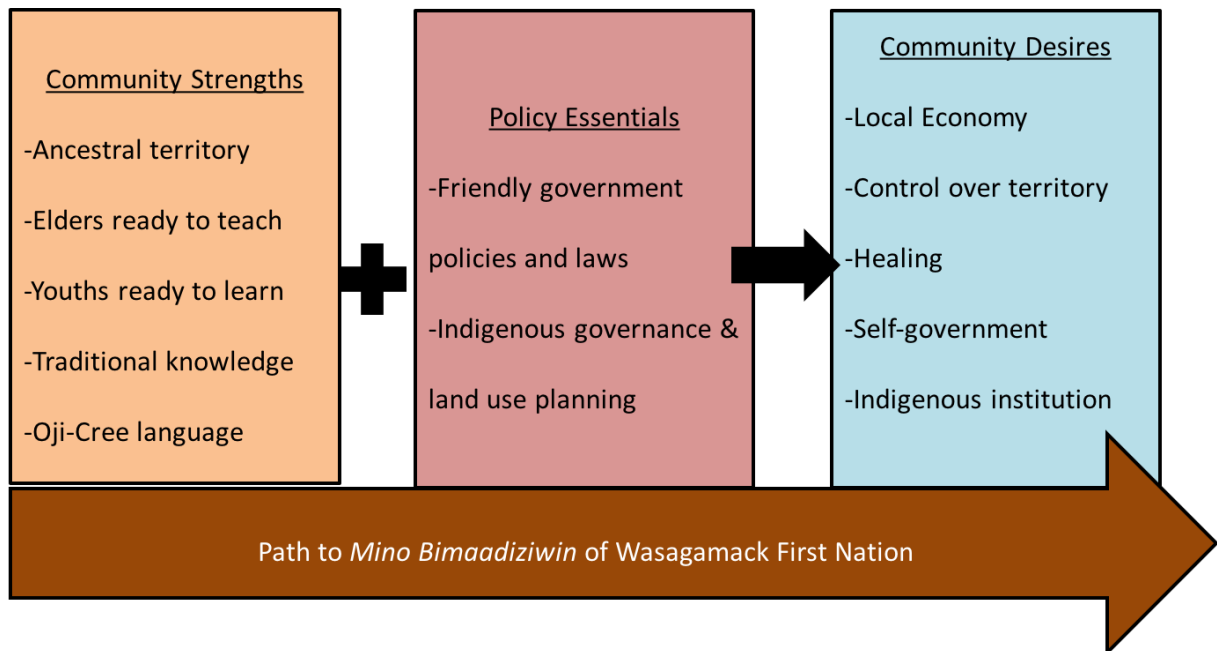 Community Strengths
-Ancestral territory
-Elders ready to teach
-Youths ready to learn
-Traditional knowledge
-Oji-Cree language
Policy Essentials
-Friendly government
policies and laws
-Indigenous governance &
land use planning
Community Desires
-Local Economy
-Control over territory
-Healing
-Self-government
-Indigenous institution
Path to Mino Bimaadiziwin of Wasagamack First Nation